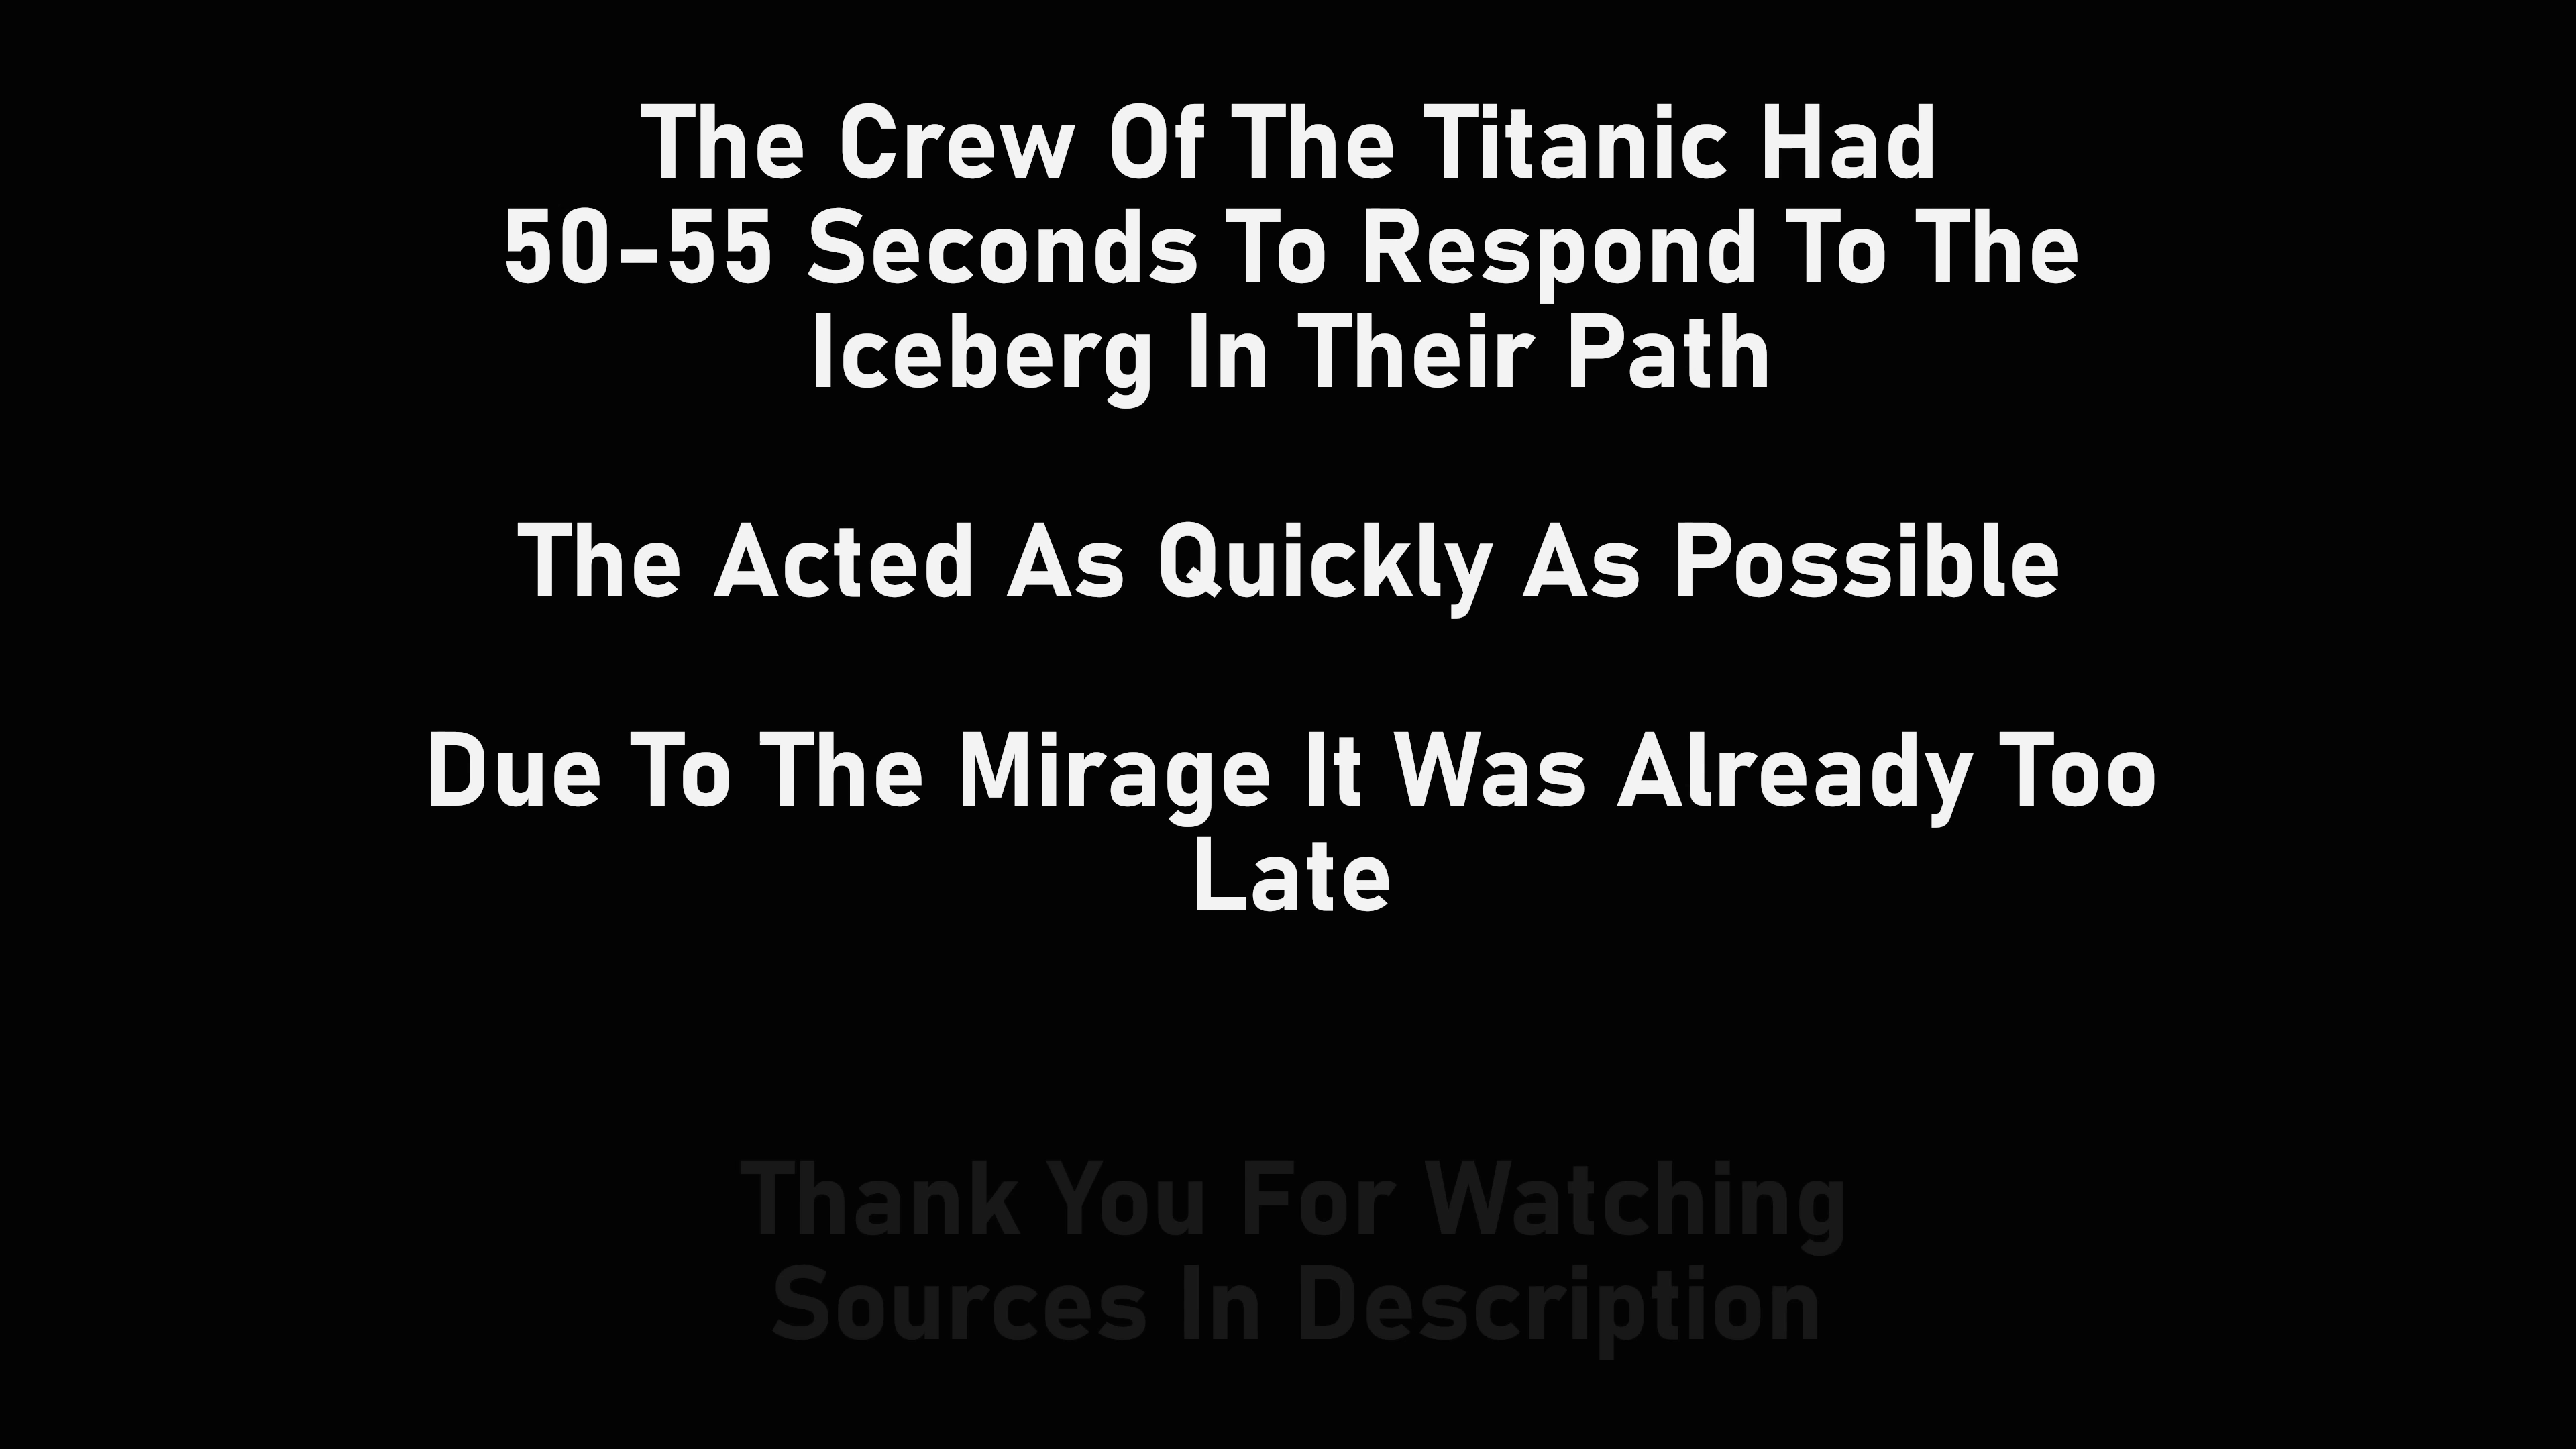 The Crew Of The Titanic Had
50-55 Seconds To Respond To The
Iceberg In Their Path
The Acted As Quickly As Possible
Due To The Mirage It Was Already Too
Late
Thank You For Watching
Sources In Description